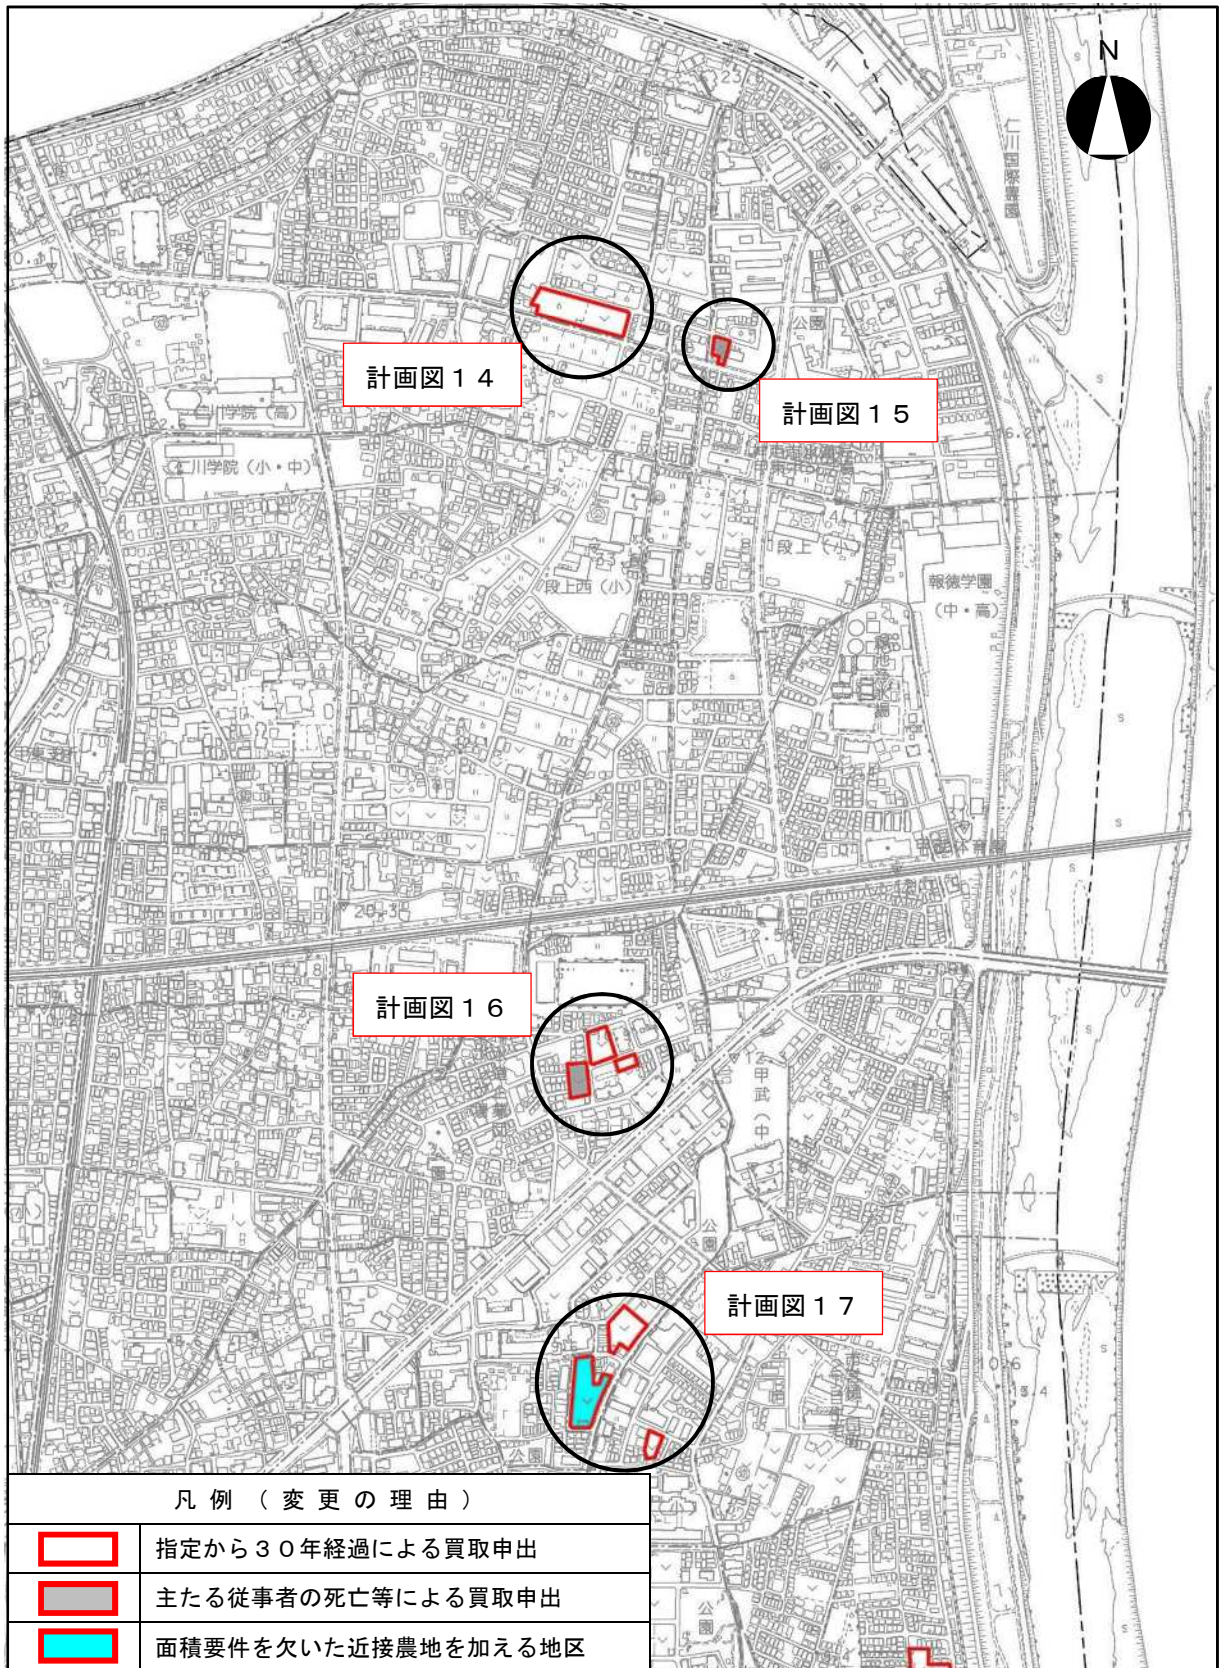 N
仁川学院（高）
仁川学院（小・中）
計画図１４
計画図１５
公園
段上（小）
段上西（小）
報徳学園
（中・高）
計画図１６
甲武（中）
公園
計画図１７
公園
凡 例 （ 変 更 の 理 由 ）
指定から３０年経過による買取申出
主たる従事者の死亡等による買取申出
面積要件を欠いた近接農地を加える地区